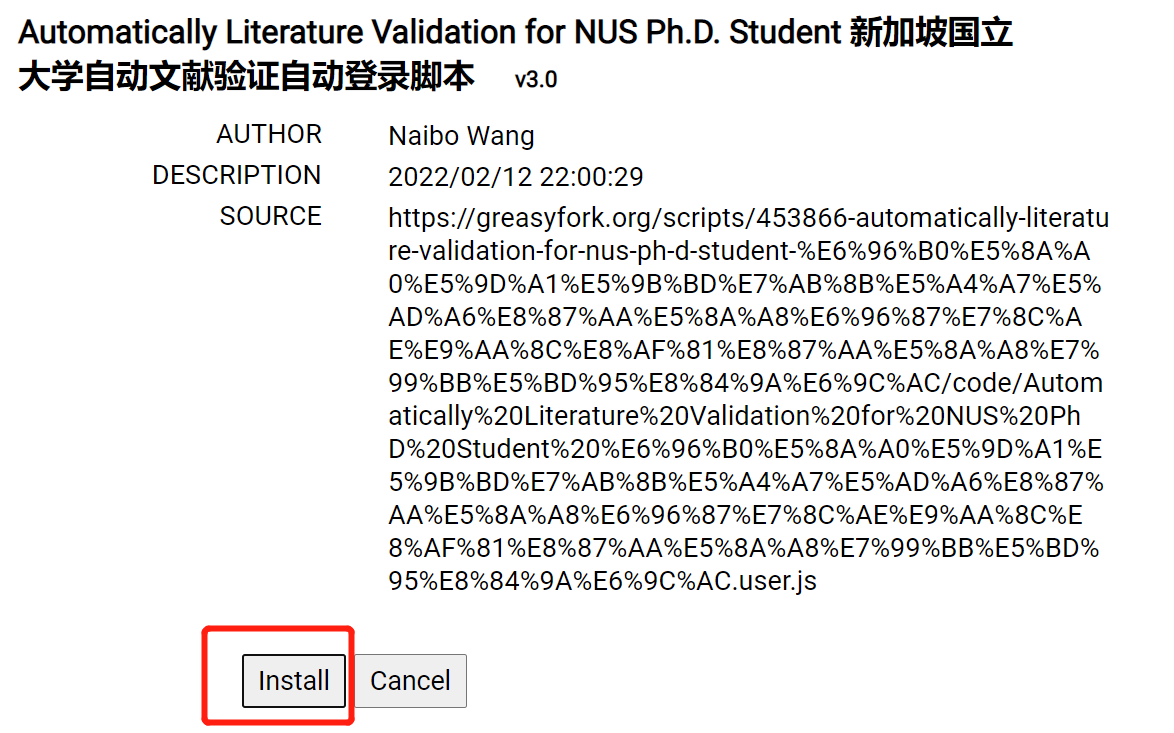 Automatically Literature Validation for NUS Ph.D. Student 新加坡国立
大学自动文献验证自动登录脚本 v3.0
AUTHOR Naibo Wang
DESCRIPTION 2022/02/12 22:00:29
SOURCE https://greasyfork.org/scripts/453866-automatically-literatu
re-validation-for-nus-ph-d-student-%E6%96%B0%E5%8A%A
0%E5%9D%A1%E5%9B%BD%E7%AB%8B%E5%A4%A7%E5%
AD%A6%E8%87%AA%E5%8A%A8%E6%96%87%E7%8C%A
E%E9%AA%8C%E8%AF%81%E8%87%AA%E5%8A%A8%E7%
99%BB%E5%BD%95%E8%84%9A%E6%9C%AC/code/Autom
atically%20Literature%20Validation%20for%20NUS%20Ph
D%20Student%20%E6%96%B0%E5%8A%A0%E5%9D%A1%E
5%9B%BD%E7%AB%8B%E5%A4%A7%E5%AD%A6%E8%87%
AA%E5%8A%A8%E6%96%87%E7%8C%AE%E9%AA%8C%E
8%AF%81%E8%87%AA%E5%8A%A8%E7%99%BB%E5%BD%
95%E8%84%9A%E6%9C%AC.user.js
Install Cancel